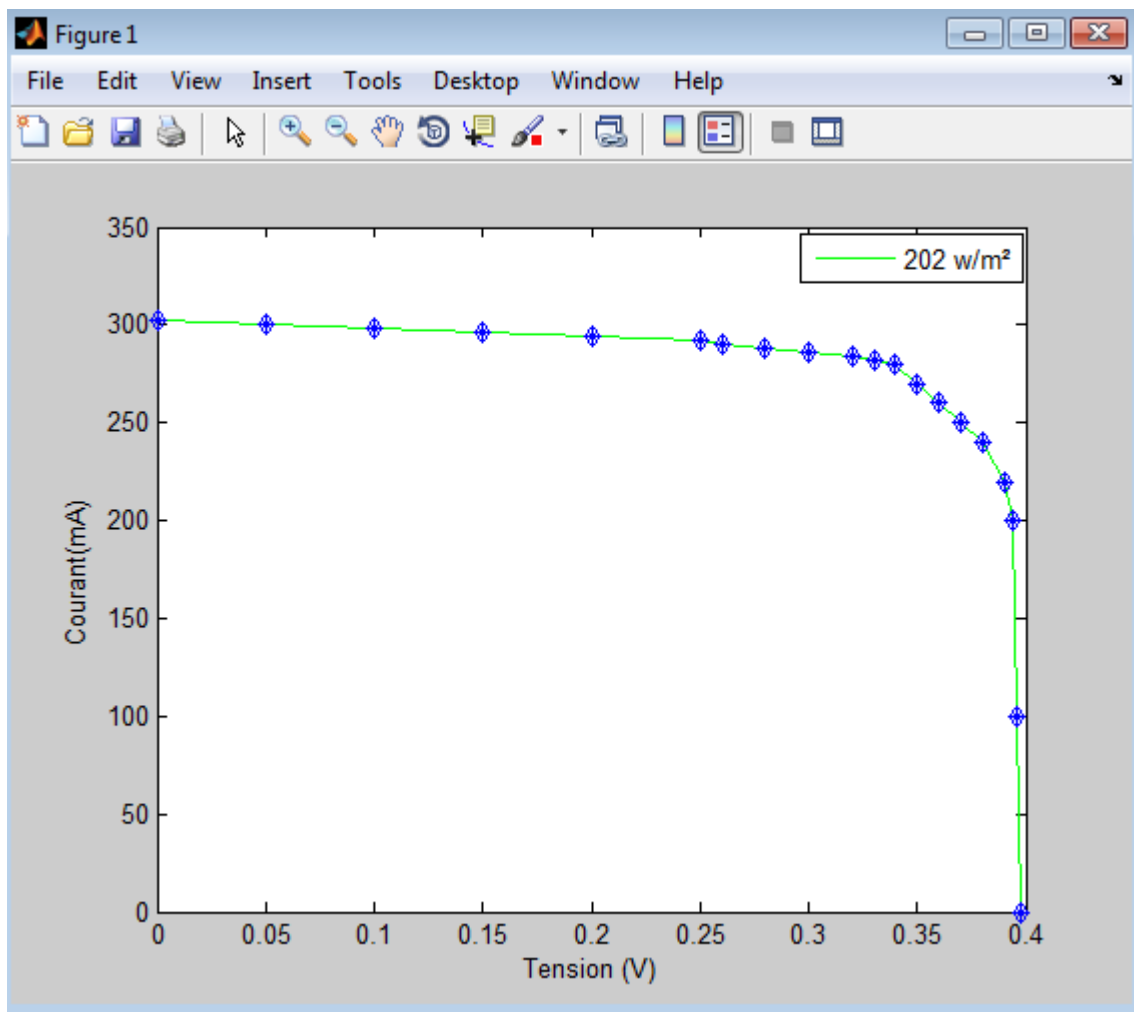 Figure 1
File Edit View Insert Tools Desktop Window Help
202 w/m²
350
300
250
200
150
100
50
0
Courant(mA)
0 0.05 0.1 0.15 0.2 0.25 0.3 0.35 0.4
Tension (V)